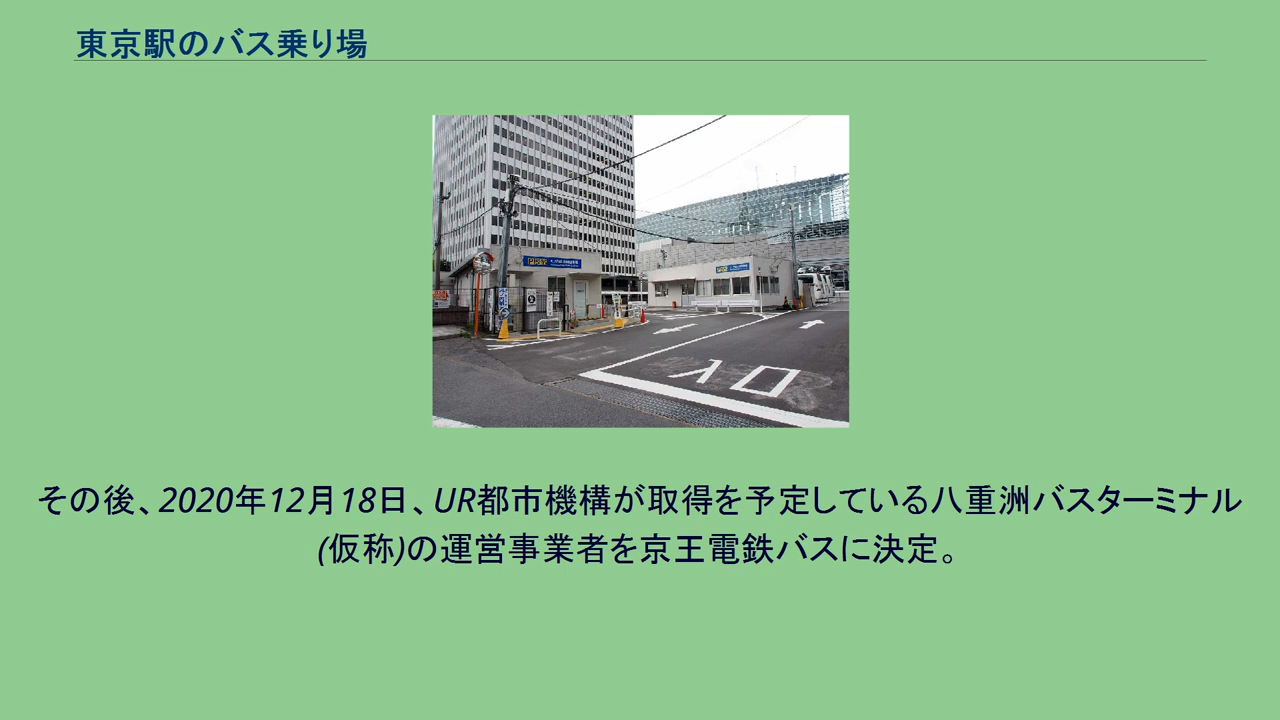 東京駅のバス乗り場
入口
その後、2020年12月18日、UR都市機構が取得を予定している八重洲バスターミナル
(仮称)の運営事業者を京王電鉄バスに決定。